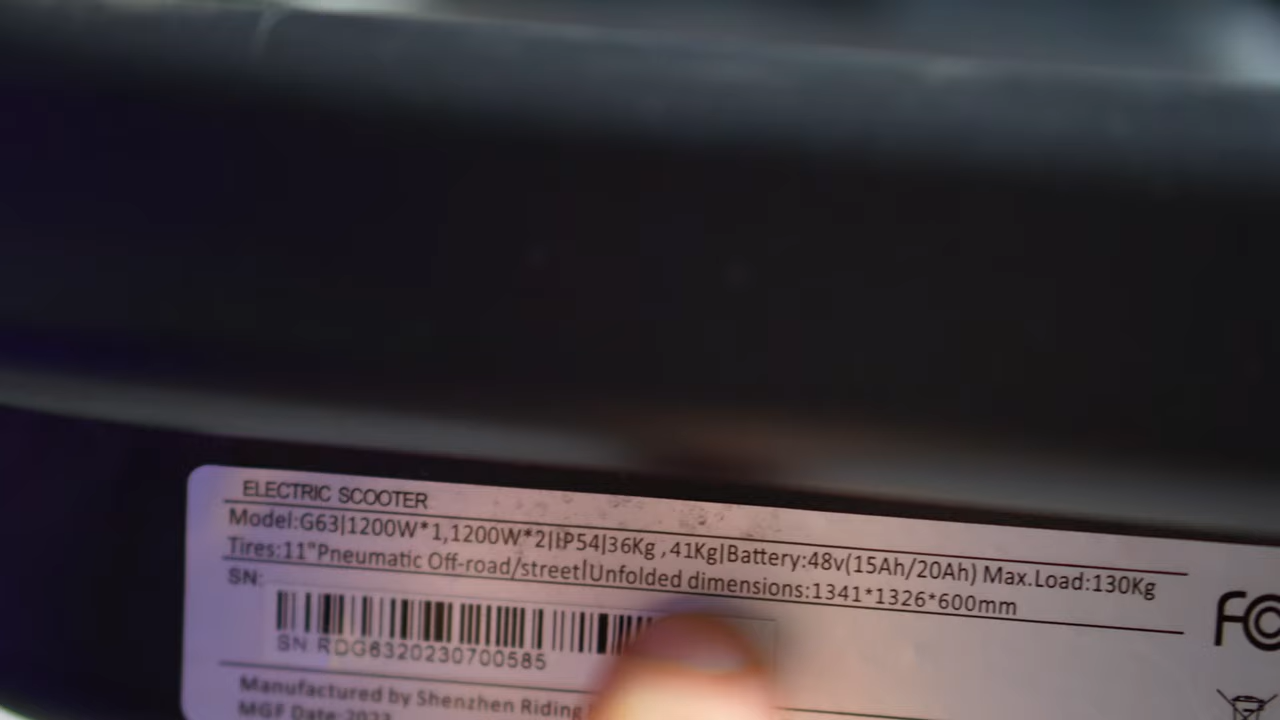 ELECTRIC SCOOTER
Model:G63|1200W*1,1200W*2|IP54|36Kg ,41Kg|Battery:48v(15Ah/20Ah) Max.Load:130Kg
Tires:11"Pneumatic Off-road/street|Unfolded dimensions:1341*1326*600mm
SN:
SN RDG6320230700585
Manufactured by Shenzhen Riding
MGF Date:2023
FC